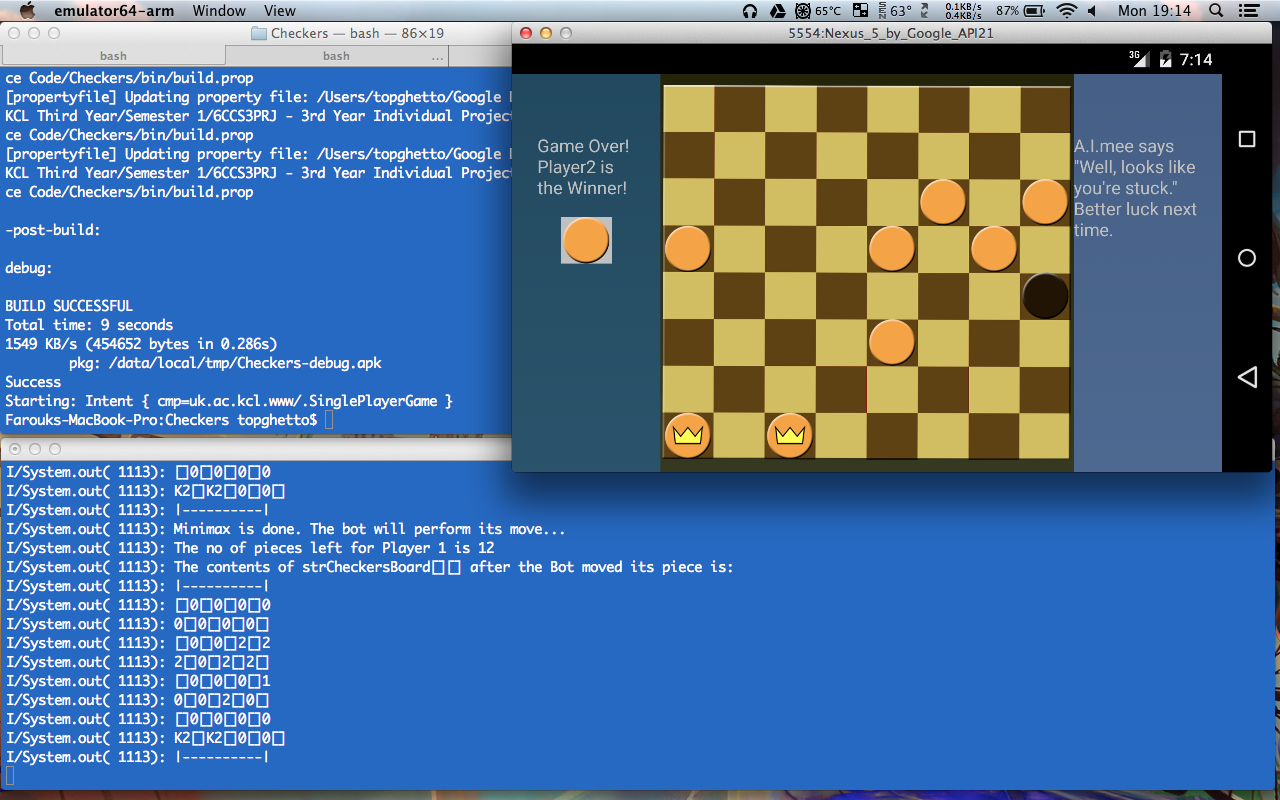 emulator64-arm Window View 65°C SEN 63° 0.1KB/s 0.4KB/s 87% Mon 19:14
Checkers — bash — 86×19
bash bash ...
ce Code/Checkers/bin/build.prop
[propertyfile] Updating property file: /Users/topghetto/Google
KCL Third Year/Semester 1/6CCS3PRJ - 3rd Year Individual Projec
ce Code/Checkers/bin/build.prop
[propertyfile] Updating property file: /Users/topghetto/Google
KCL Third Year/Semester 1/6CCS3PRJ - 3rd Year Individual Projec
ce Code/Checkers/bin/build.prop
-post-build:
debug:
BUILD SUCCESSFUL
Total time: 9 seconds
1549 KB/s (454652 bytes in 0.286s)
pkg: /data/local/tmp/Checkers-debug.apk
Success
Starting: Intent { cmp=uk.ac.kcl.www/.SinglePlayerGame }
Farouks-MacBook-Pro:Checkers topghetto$
5554:Nexus_5_by_Google_API21
3G 7:14
Game Over!
Player2 is
the Winner!
A.I.mee says
"Well, looks like
you're stuck."
Better luck next
time.
I/System.out( 1113): □0□0□0□0
I/System.out( 1113): K2□K2□0□0□
I/System.out( 1113): |----------|
I/System.out( 1113): Minimax is done. The bot will perform its move...
I/System.out( 1113): The no of pieces left for Player 1 is 12
I/System.out( 1113): The contents of strCheckersBoard□□ after the Bot moved its piece is:
I/System.out( 1113): |----------|
I/System.out( 1113): □0□0□0□0
I/System.out( 1113): 0□0□0□0□
I/System.out( 1113): □0□0□2□2
I/System.out( 1113): 2□0□2□2□
I/System.out( 1113): □0□0□0□1
I/System.out( 1113): 0□0□2□0□
I/System.out( 1113): □0□0□0□0
I/System.out( 1113): K2□K2□0□0□
I/System.out( 1113): |----------|